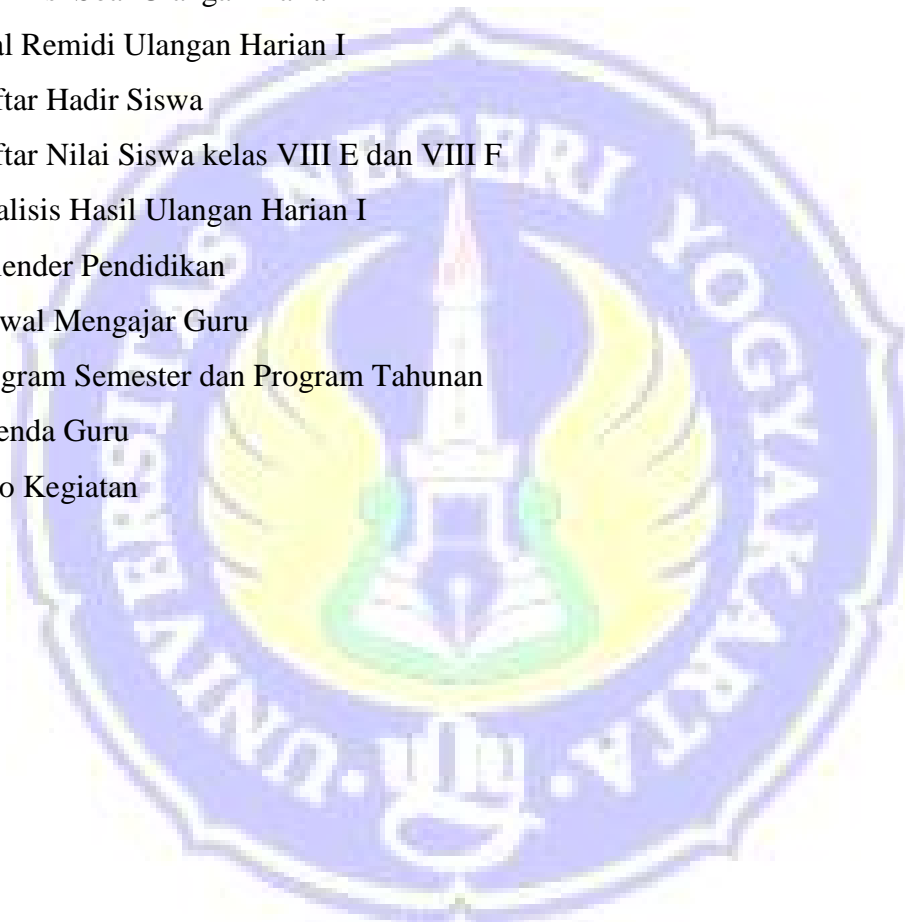 al Remidi Ulangan Harian I
ftar Hadir Siswa
ftar Nilai Siswa kelas VIII E dan VIII F
alisis Hasil Ulangan Harian I
lender Pendidikan
wal Mengajar Guru
gram Semester dan Program Tahunan
enda Guru
o Kegiatan
UNIVERSITAS NEGERI YOGYAKARTA